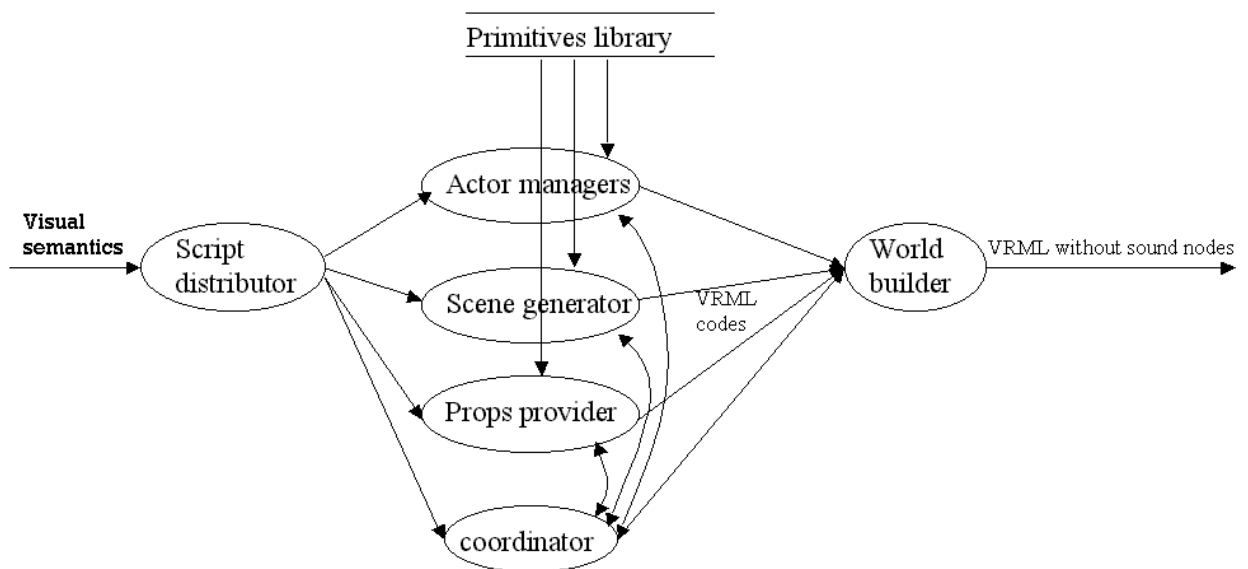 Primitives library
Actor managers
Visual
semantics
Script
distributor
World
builder
VRML without sound nodes
Scene generator
VRML
codes
Props provider
coordinator